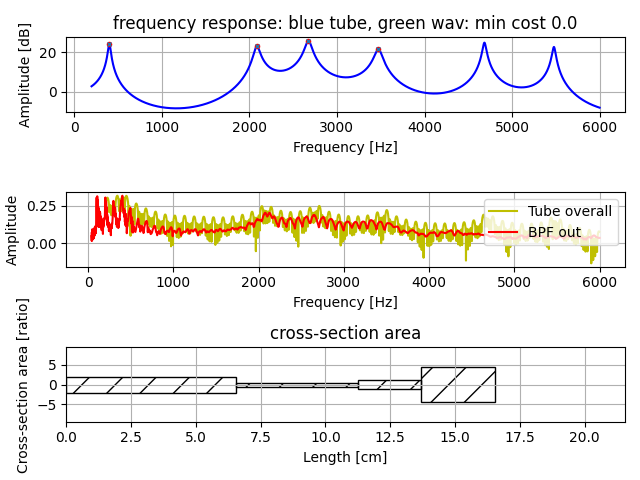 frequency response: blue tube, green wav: min cost 0.0
Amplitude [dB]
20
0
0 1000 2000 3000 4000 5000 6000
Frequency [Hz]
Amplitude
0.25
0.00
Tube overall
BPF out
0 1000 2000 3000 4000 5000 6000
Frequency [Hz]
cross-section area
Cross-section area [ratio]
5
0
−5
0.0 2.5 5.0 7.5 10.0 12.5 15.0 17.5 20.0
Length [cm]